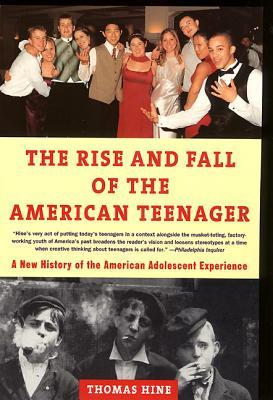 THE RISE AND FALL
OF THE
AMERICAN TEENAGER
"Hine's very act of putting today's teenagers in a context alongside the musket-toting, factory-
working youth of America's past broadens the reader's vision and loosens stereotypes at a time
when creative thinking about teenagers is called for." —Philadelphia Inquirer
A New History of the American Adolescent Experience
THOMAS HINE